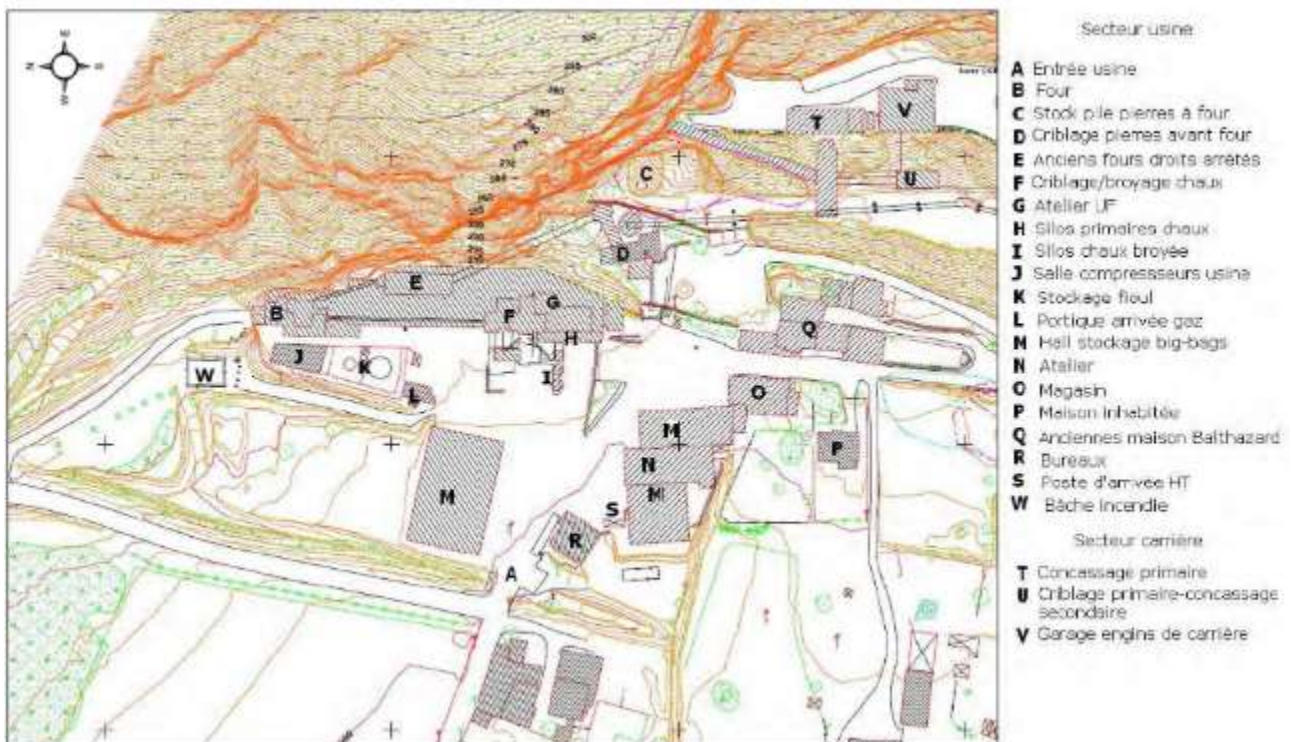 Secteur usine
A Entrée usine
B Four
C Stock pile pierres à four
D Criblage pierres avant four
E Anciens fours droits arrêtés
F Criblage/broyage chaux
G Atelier UF
H Silos primaires chaux
I Silos chaux broyée
J Salle compressseurs usine
K Stockage fioul
L Portique arrivée gaz
M Hall stockage big-bags
N Atelier
O Magasin
P Maison inhabitée
Q Anciennes maison Balthazard
R Bureaux
S Poste d'arrivée HT
W Bâche incendie
Secteur carrière
T Concassage primaire
U Criblage primaire-concassage
secondaire
V Garage engins de carrière
V
T
C
U
D
E
B
F
G
H
Q
J
K
I
W
L
O
M
P
N
M
M
S
R
A